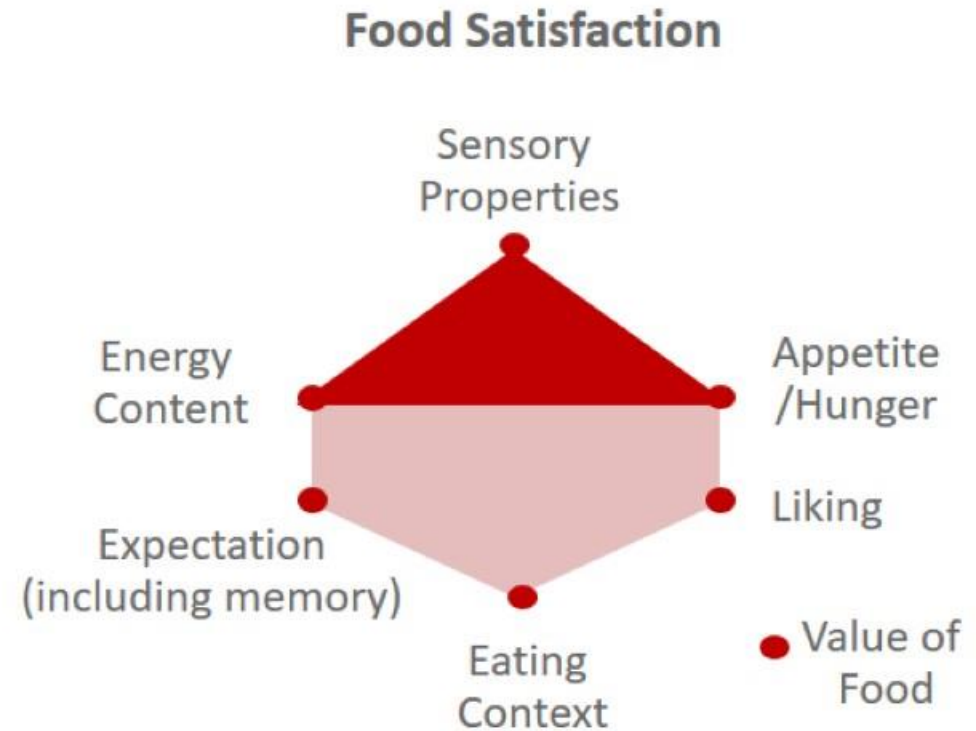 Food Satisfaction
Sensory
Properties
Energy
Content
Appetite
/Hunger
Liking
Expectation
(including memory)
Eating
Context
Value of
Food